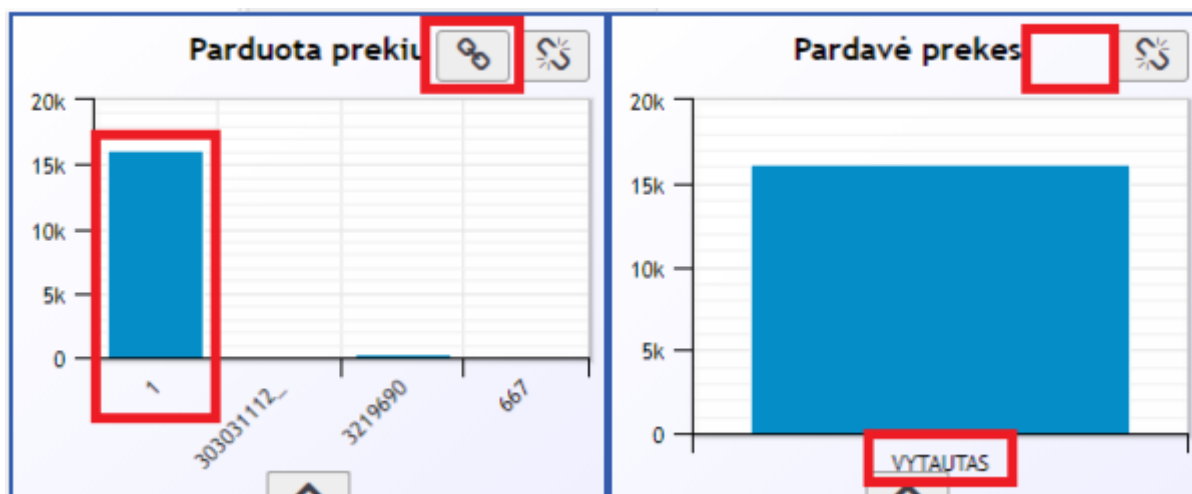 Parduota prekiu
20k
15k
10k
5k
0
1
303031112_
3219690
667
Pardavė prekes
20k
15k
10k
5k
0
VYTAUTAS